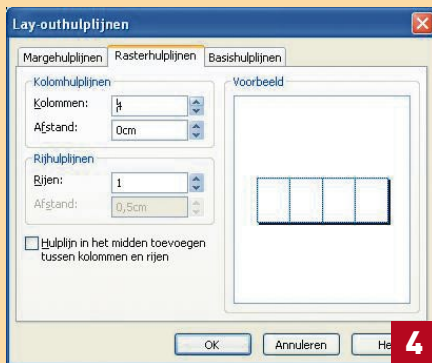 Lay-outhulplijnen
Margehulplijnen Rasterhulplijnen Basishulplijnen
Kolomhulplijnen
Kolommen: 4
Afstand: 0cm
Rijhulplijnen
Rijen: 1
Afstand: 0,5cm
Hulplijn in het midden toevoegen
tussen kolommen en rijen
Voorbeeld
OK Annuleren He
4